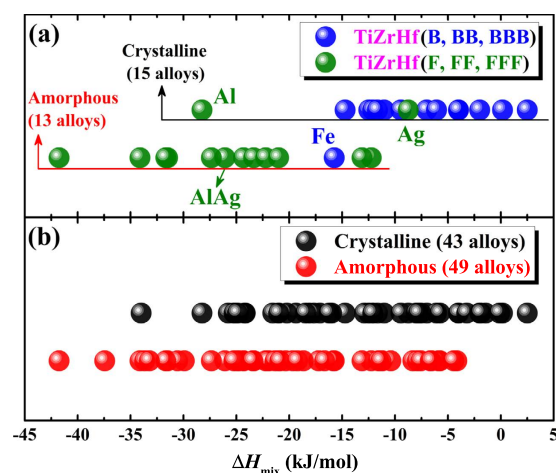 (a)
TiZrHf(B, BB, BBB)
TiZrHf(F, FF, FFF)
Crystalline
(15 alloys)
Al
Amorphous
(13 alloys)
Fe
Ag
AlAg
(b)
Crystalline (43 alloys)
Amorphous (49 alloys)
-45 -40 -35 -30 -25 -20 -15 -10 -5 0 5
ΔHmix (kJ/mol)